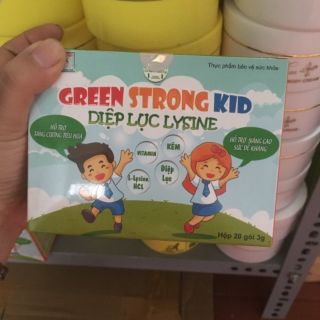 Thực phẩm bảo vệ sức khỏe
GREEN STRONG KID
DIỆP LỤC LYSINE
HỖ TRỢ
TĂNG CƯỜNG TIÊU HÓA
HỖ TRỢ NÂNG CAO
SỨC ĐỀ KHÁNG
VITAMIN
KẼM
L-Lysine
HCL
Diệp
Lục
Hộp 20 gói 3g